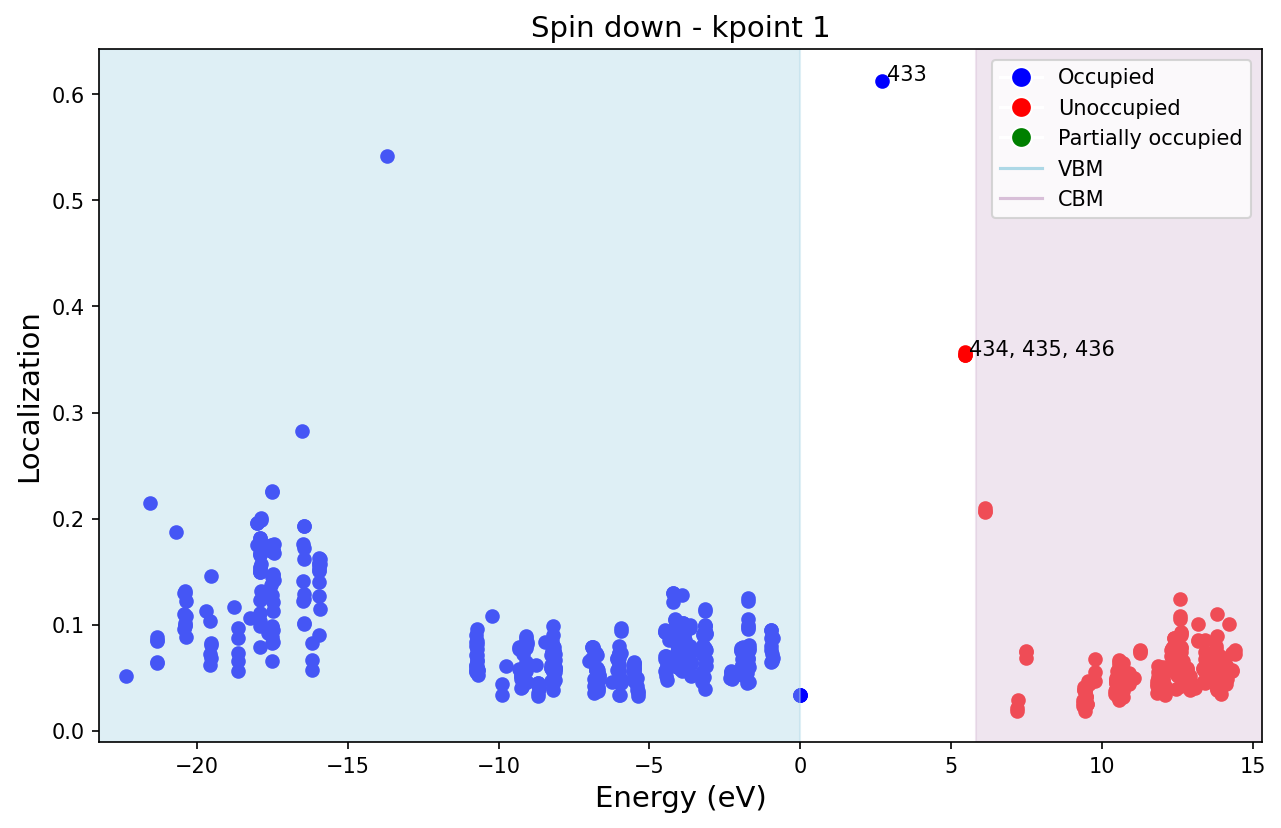 Spin down - kpoint 1
Localization
0.6
0.5
0.4
0.3
0.2
0.1
0.0
433
434, 435, 436
Occupied
Unoccupied
Partially occupied
VBM
CBM
−20
−15
−10
−5
0
5
10
15
Energy (eV)